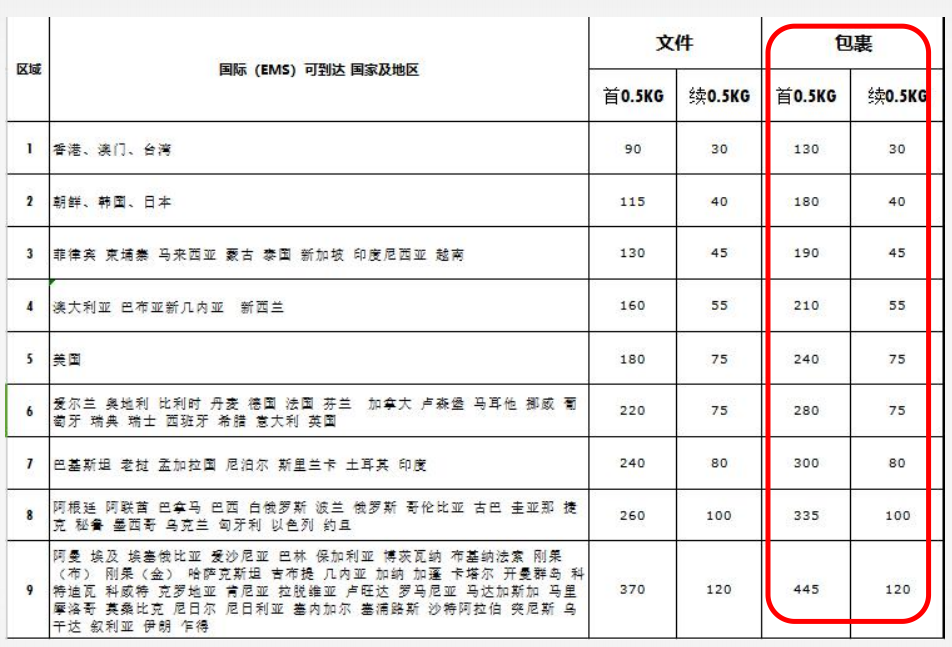 区域 国际（EMS）可到达 国家及地区 文件 包裹
首0.5KG 续0.5KG 首0.5KG 续0.5KG
1 香港、澳门、台湾 90 30 130 30
2 朝鲜、韩国、日本 115 40 180 40
3 菲律宾 柬埔寨 马来西亚 蒙古 泰国 新加坡 印度尼西亚 越南 130 45 190 45
4 澳大利亚 巴布亚新几内亚 新西兰 160 55 210 55
5 美国 180 75 240 75
6 爱尔兰 奥地利 比利时 丹麦 德国 法国 芬兰 加拿大 卢森堡 马耳他 挪威 葡
萄牙 瑞典 瑞士 西班牙 希腊 意大利 英国 220 75 280 75
7 巴基斯坦 老挝 孟加拉国 尼泊尔 斯里兰卡 土耳其 印度 240 80 300 80
8 阿根廷 阿联酋 巴拿马 巴西 白俄罗斯 波兰 俄罗斯 哥伦比亚 古巴 圭亚那 捷
克 秘鲁 墨西哥 乌克兰 匈牙利 以色列 约旦 260 100 335 100
9 阿曼 埃及 埃塞俄比亚 爱沙尼亚 巴林 保加利亚 博茨瓦纳 布基纳法索 刚果
（布） 刚果（金） 哈萨克斯坦 吉布提 几内亚 加纳 加蓬 卡塔尔 开曼群岛 科
特迪瓦 科威特 克罗地亚 肯尼亚 拉脱维亚 卢旺达 罗马尼亚 马达加斯加 马里
摩洛哥 莫桑比克 尼日尔 尼日利亚 塞内加尔 塞浦路斯 沙特阿拉伯 突尼斯 乌
干达 叙利亚 伊朗 乍得 370 120 445 120